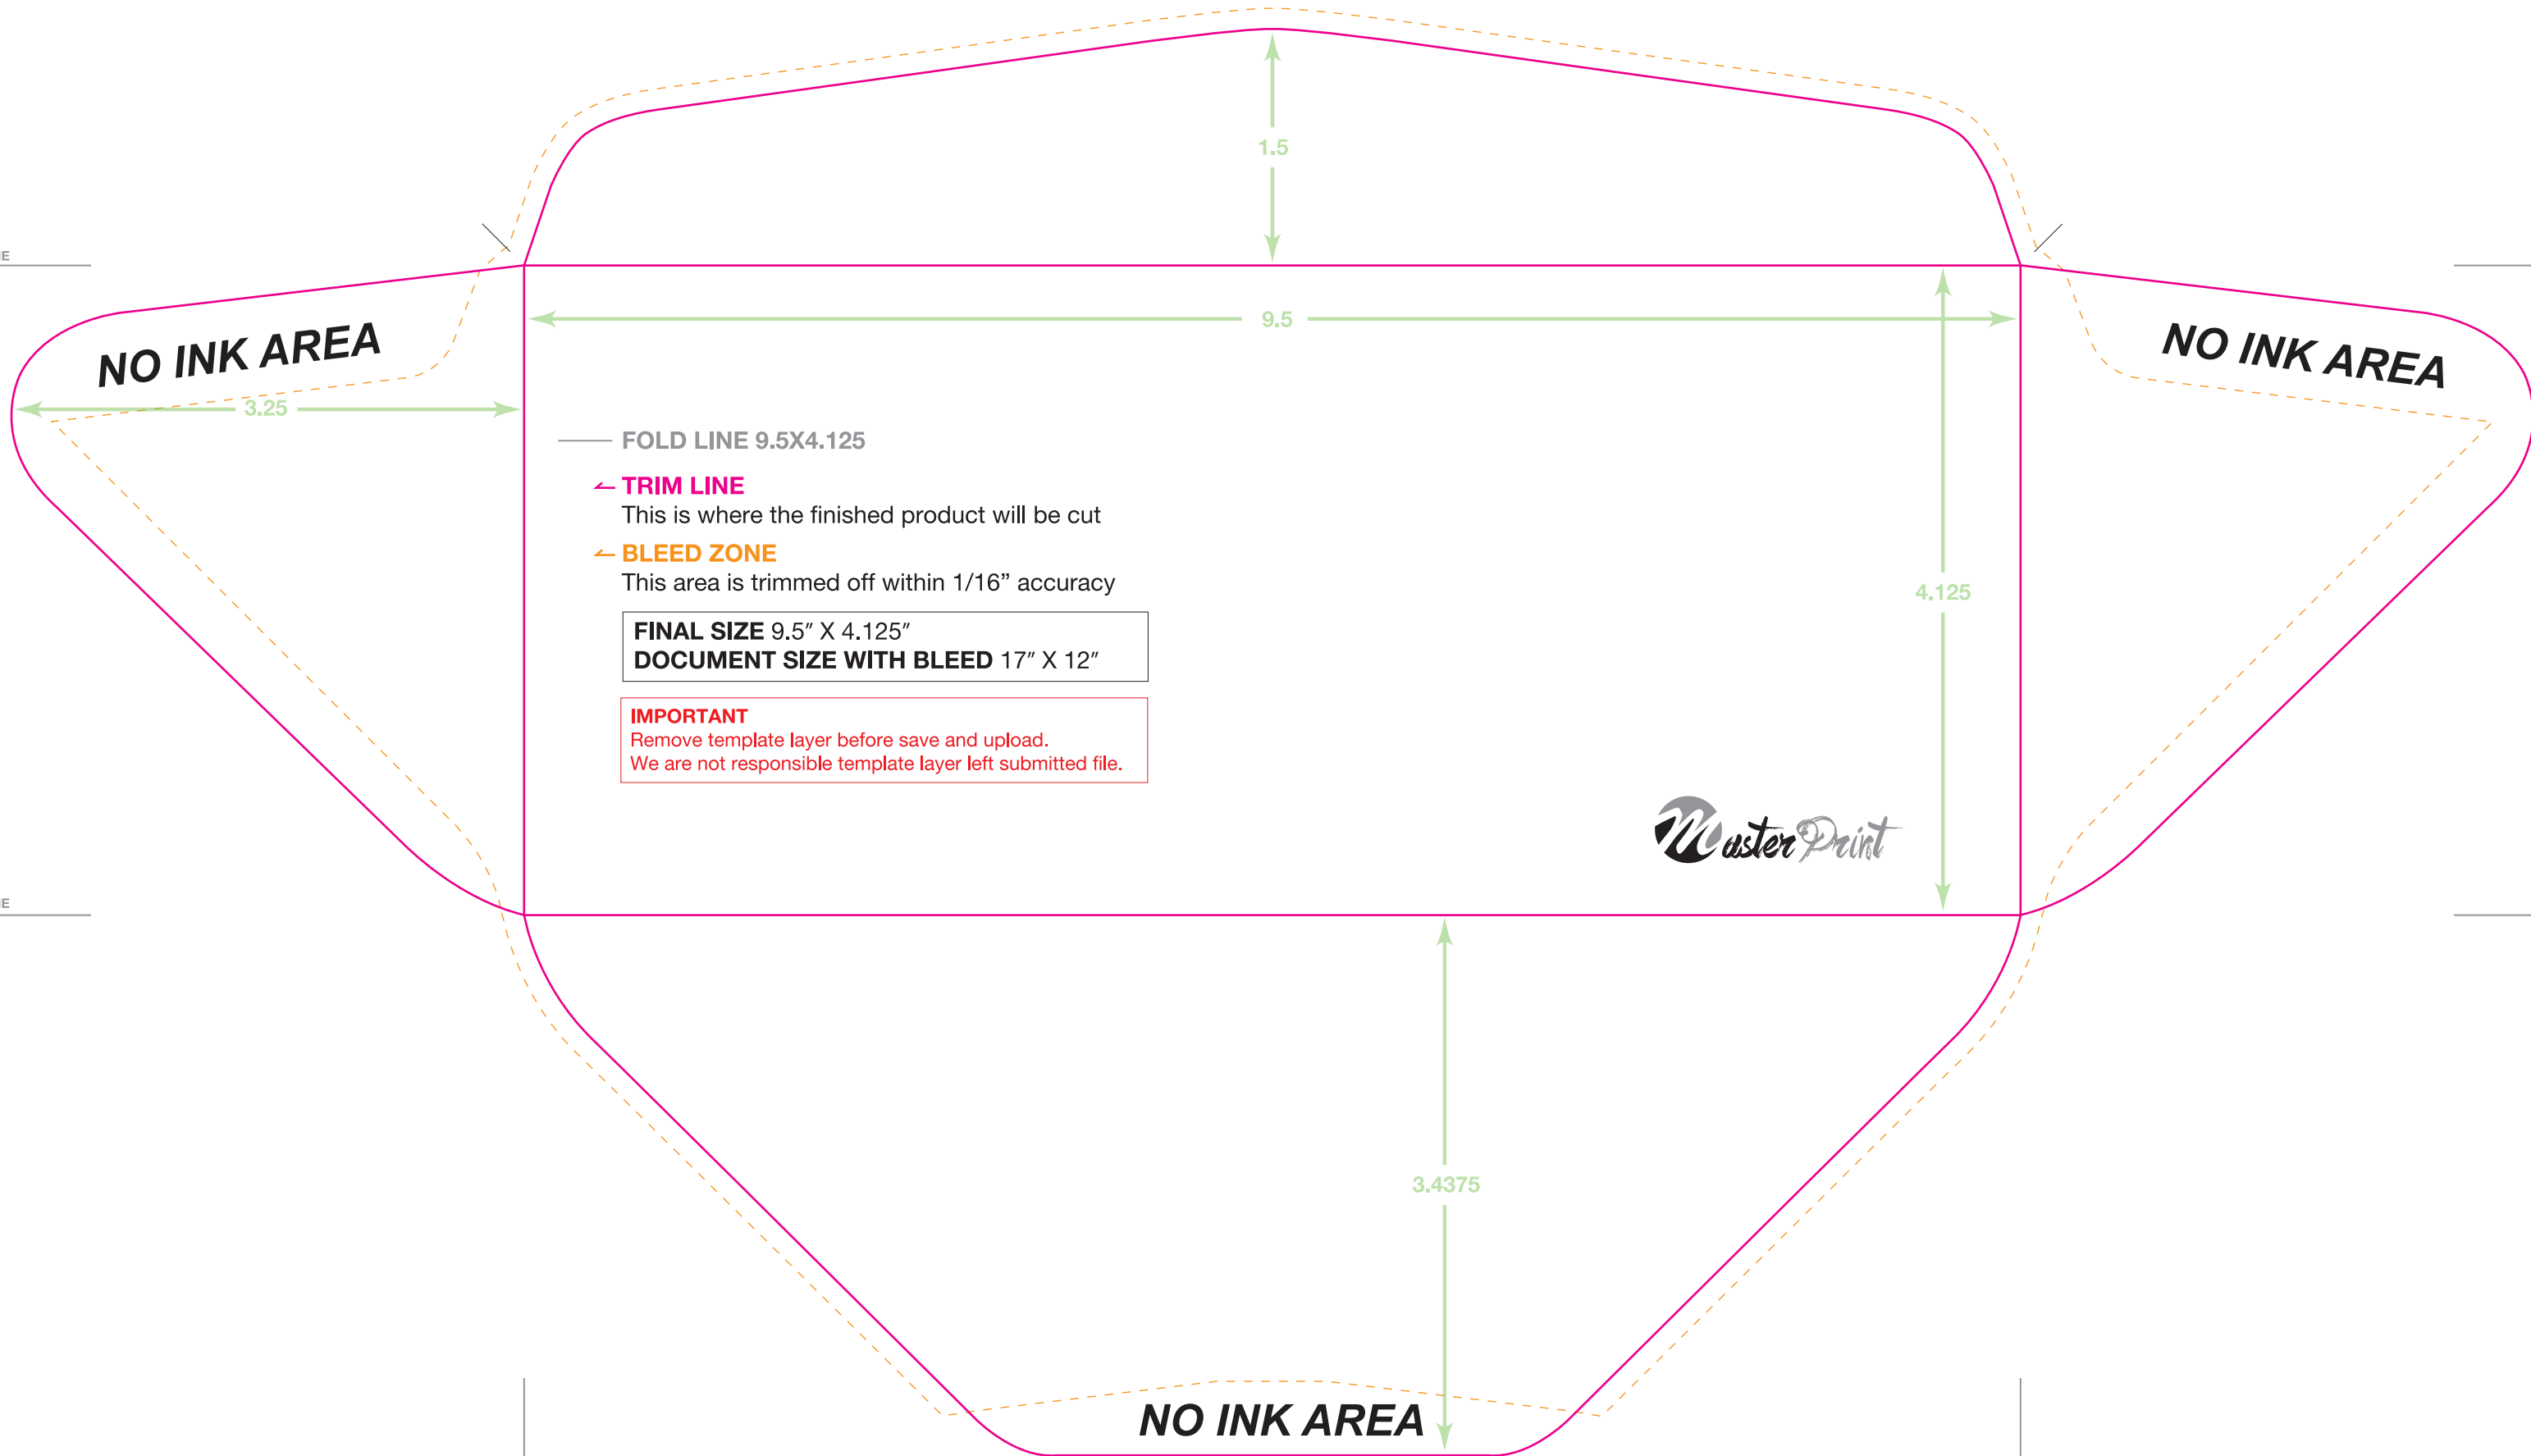 1.5
NO INK AREA
9.5
NO INK AREA
3.25
FOLD LINE 9.5X4.125
TRIM LINE
This is where the finished product will be cut
BLEED ZONE
This area is trimmed off within 1/16” accuracy
4.125
FINAL SIZE 9.5″ X 4.125″
DOCUMENT SIZE WITH BLEED 17″ X 12″
IMPORTANT
Remove template layer before save and upload.
We are not responsible template layer left submitted file.
Master Print
3.4375
NO INK AREA